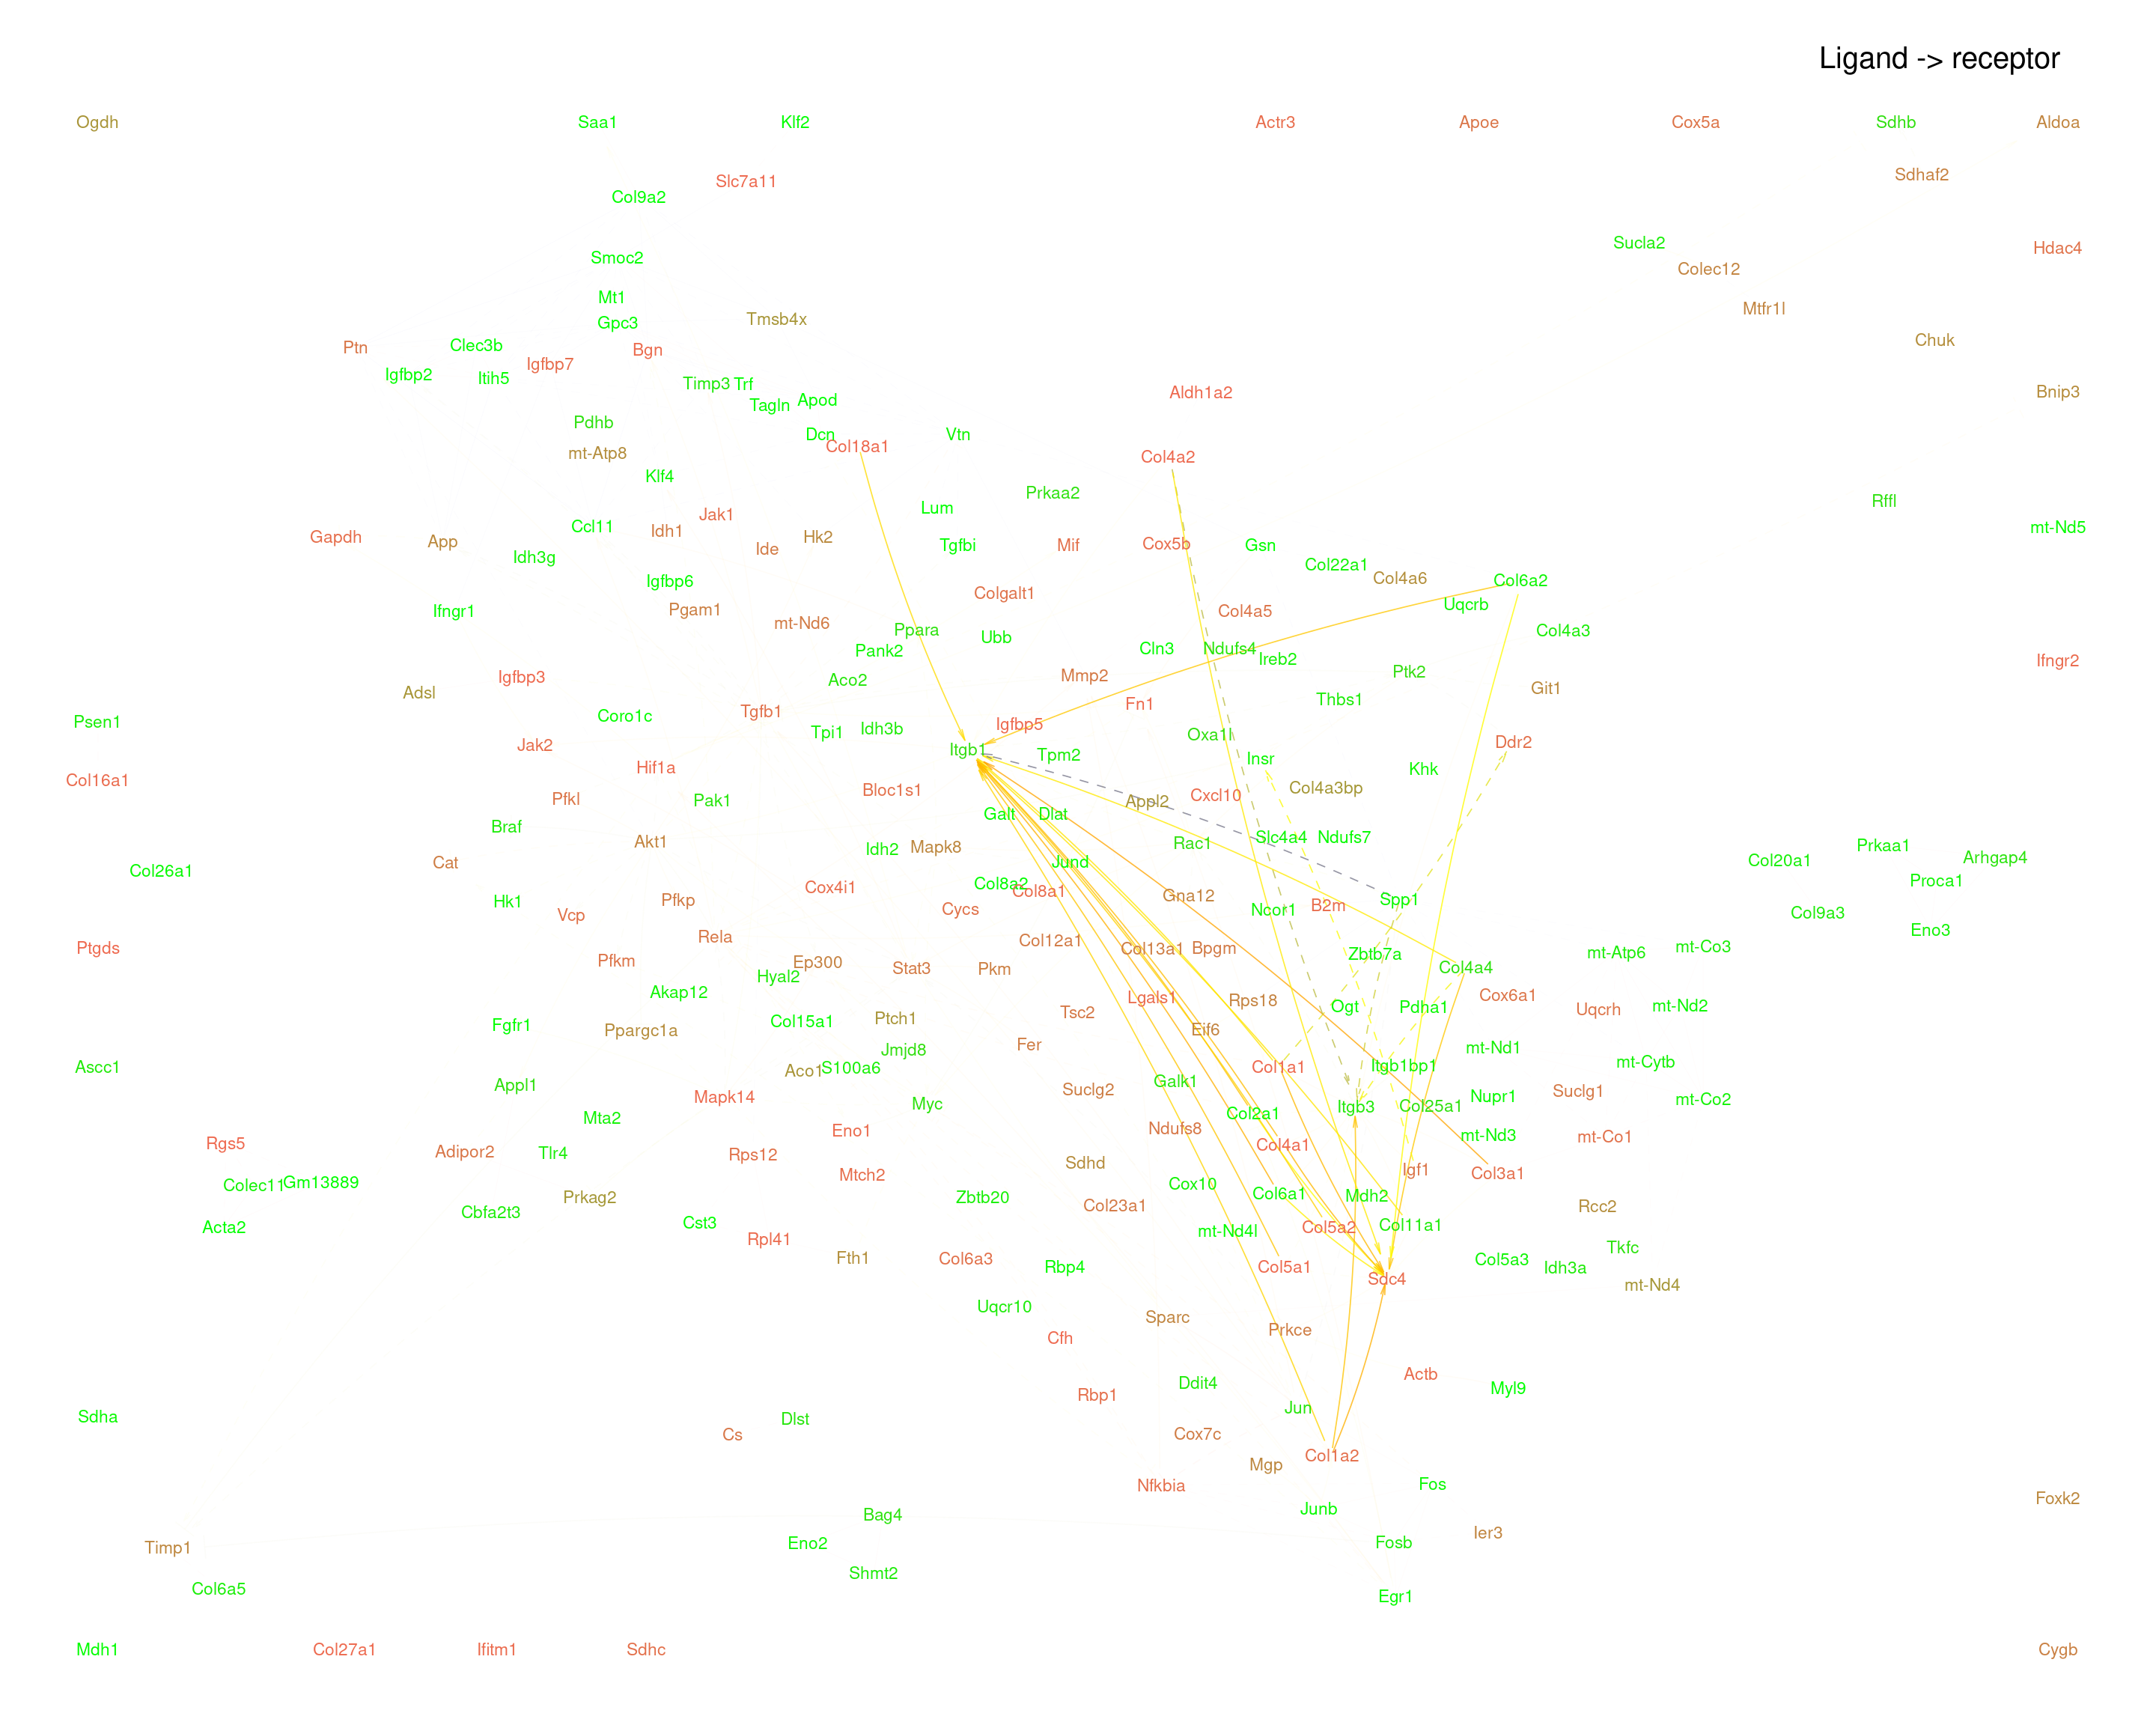 Ligand -> receptor
Ogdh Saa1 Klf2 Actr3 Apoe Cox5a Sdhb Aldoa
Sdhaf2
Slc7a11
Col9a2
Sucla2
Hdac4
Smoc2
Colec12
Mt1
Mtfr1l
Gpc3 Tmsb4x
Chuk
Ptn Clec3b Bgn
Igfbp7
Igfbp2 Itih5 Timp3 Trf
Aldh1a2 Bnip3
Tagln Apod
Pdhb
Dcn Vtn
Col18a1
mt-Atp8 Col4a2
Klf4
Prkaa2
Rffl
Lum
Jak1
Ccl11 Idh1 mt-Nd5
Gapdh App Hk2
Ide Tgfbi Mif Cox5b Gsn
Idh3g
Col22a1
Igfbp6 Col4a6 Col6a2
Colgalt1
Ifngr1 Pgam1 Col4a5 Uqcrb
mt-Nd6
Ppara Ubb Col4a3
Pank2 Cln3 Ndufs4
Ireb2 Ifngr2
Igfbp3 Aco2 Mmp2 Ptk2
Adsl Git1
Fn1 Thbs1
Psen1 Coro1c Tgfb1
Tpi1 Idh3b Igfbp5
Oxa1l
Jak2 Itgb1 Ddr2
Tpm2 Insr
Hif1a Khk
Col16a1
Pfkl Pak1 Bloc1s1 Appl2 Cxcl10 Col4a3bp
Galt Dlat
Braf
Akt1 Idh2 Mapk8 Rac1 Slc4a4 Ndufs7 Prkaa1
Cat Jund Col20a1 Arhgap4
Col26a1
Cox4i1 Col8a2 Col8a1 Proca1
Hk1 Pfkp Gna12 Spp1
Vcp Cycs Ncor1 B2m Col9a3
Rela Col12a1 Eno3
Ptgds Col13a1 Bpgm Zbtb7a mt-Atp6 mt-Co3
Pfkm Ep300 Stat3 Pkm Col4a4
Hyal2
Akap12 Lgals1 Rps18 Cox6a1
Ogt Pdha1 Uqcrh mt-Nd2
Fgfr1 Ppargc1a Col15a1 Ptch1 Tsc2
Eif6
Jmjd8 Fer mt-Nd1
Ascc1 Aco1 S100a6 Col1a1 Itgb1bp1 mt-Cytb
Appl1 Galk1
Mapk14 Suclg2 Nupr1 Suclg1
Mta2 Myc Col2a1 Itgb3 Col25a1 mt-Co2
Rgs5 Eno1 Ndufs8 mt-Nd3 mt-Co1
Adipor2 Tlr4 Rps12 Col4a1
Mtch2 Sdhd Igf1 Col3a1
Colec11 Gm13889 Cox10
Prkag2 Zbtb20 Col6a1 Mdh2
Cbfa2t3 Col23a1 Rcc2
Acta2 Cst3 mt-Nd4l Col5a2 Col11a1
Rpl41
Fth1 Col6a3 Rbp4 Col5a1 Col5a3 Idh3a Tkfc
Sdc4 mt-Nd4
Uqcr10
Sparc Prkce
Cfh
Actb
Ddit4 Myl9
Rbp1
Sdha Dlst Jun
Cs Cox7c
Col1a2
Mgp
Nfkbia Fos
Foxk2
Bag4 Junb
Timp1 Eno2 Fosb Ier3
Col6a5 Shmt2
Egr1
Mdh1 Col27a1 Ifitm1 Sdhc Cygb